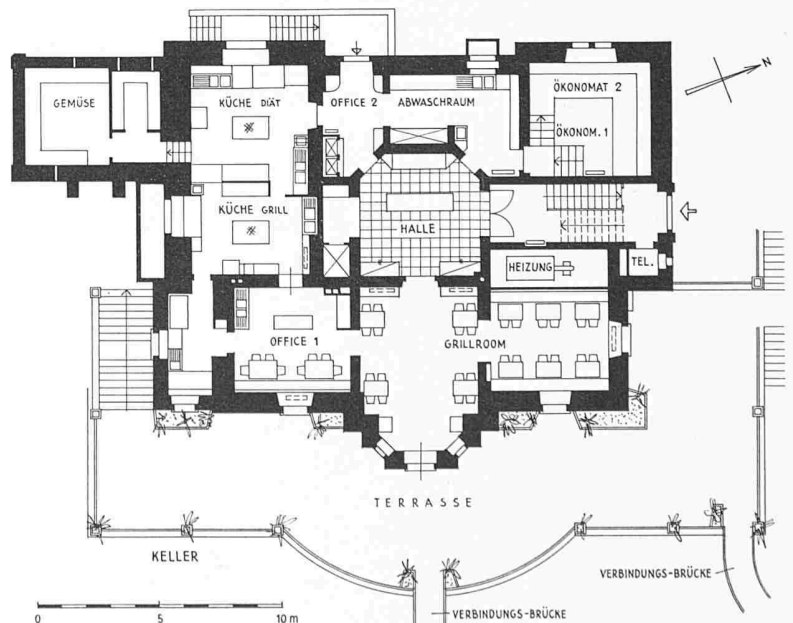 N
GEMÜSE
KÜCHE DIÄT
OFFICE 2
ABWASCHRAUM
ÖKONOMAT 2
ÖKONOM. 1
KÜCHE GRILL
HALLE
HEIZUNG
TEL.
OFFICE 1
GRILLROOM
TERRASSE
KELLER
VERBINDUNGS-BRÜCKE
VERBINDUNGS-BRÜCKE
0 5 10 m